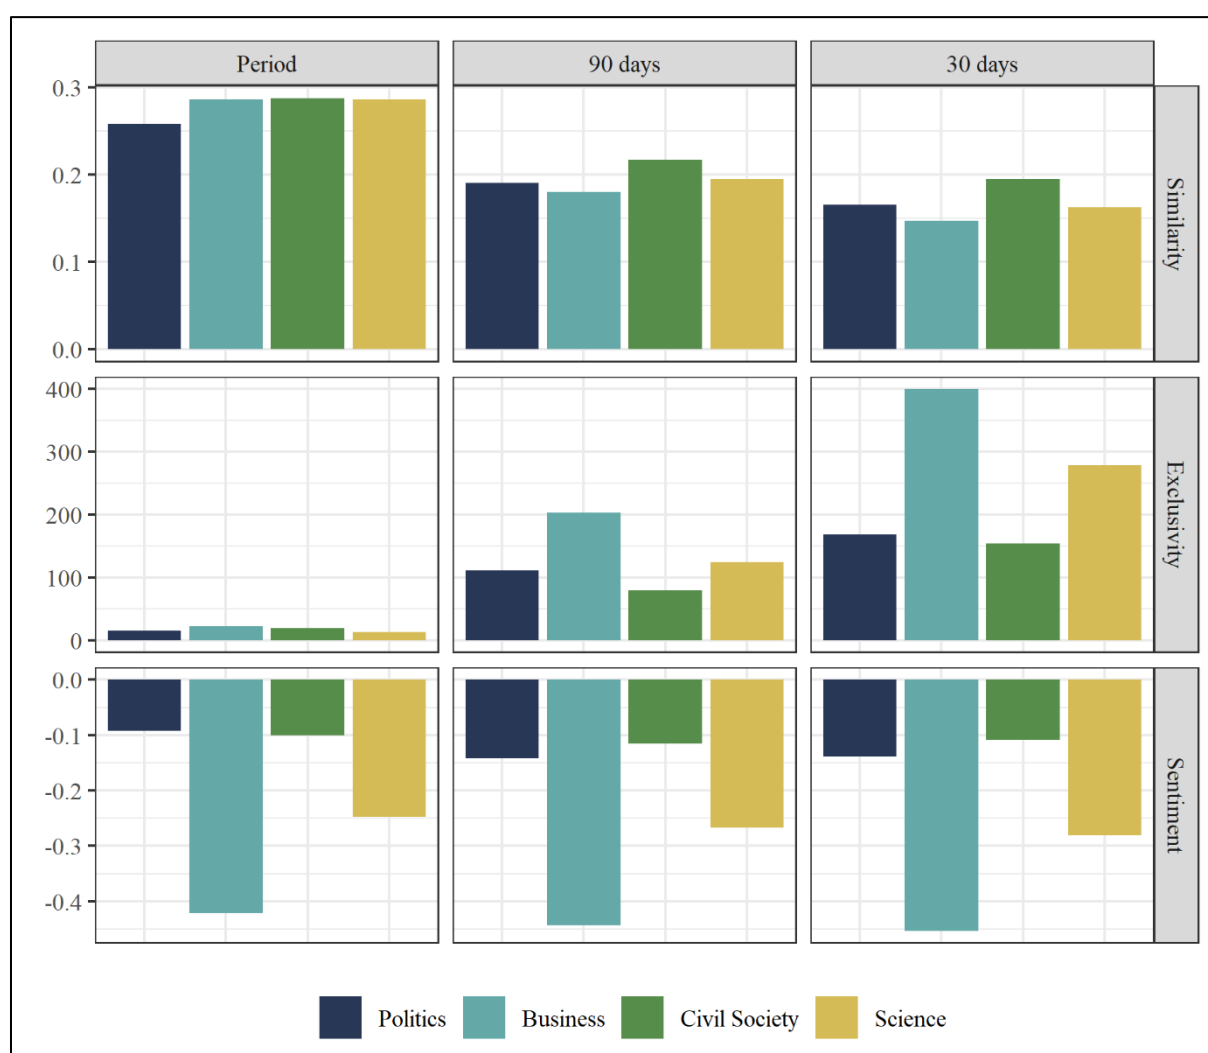 Period 90 days 30 days
0.3
0.2
0.1
0.0
Similarity
400
300
200
100
0
Exclusivity
0.0
-0.1
-0.2
-0.3
-0.4
Sentiment
Politics Business Civil Society Science